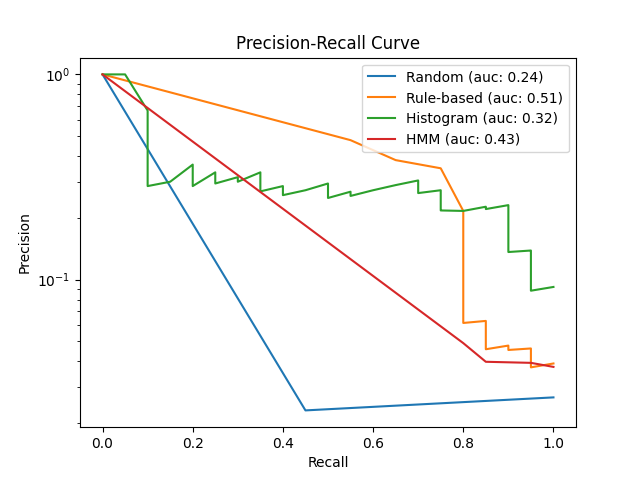 Precision-Recall Curve
Random (auc: 0.24)
Rule-based (auc: 0.51)
Histogram (auc: 0.32)
HMM (auc: 0.43)
Precision
10⁰
10⁻¹
0.0 0.2 0.4 0.6 0.8 1.0
Recall